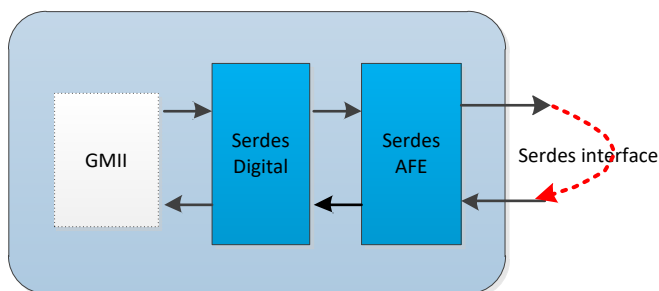 GMII
Serdes
Digital
Serdes
AFE
Serdes interface